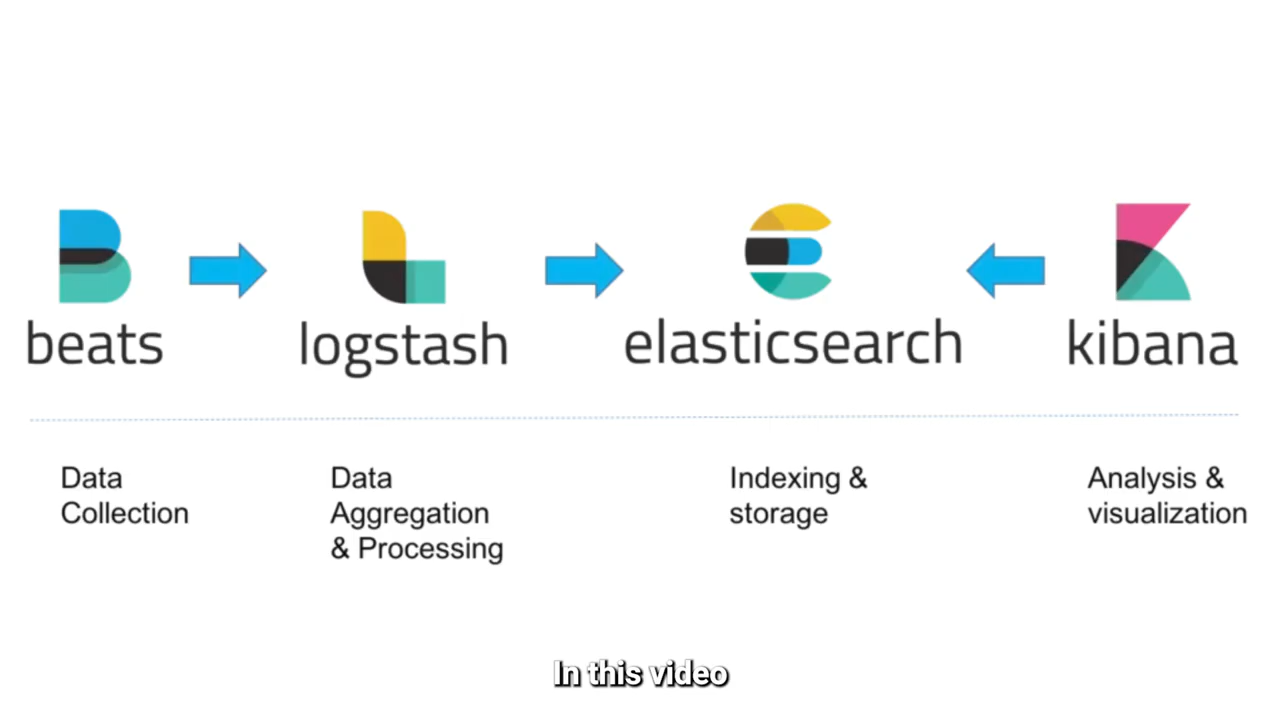 beats
logstash
elasticsearch
kibana
Data
Collection
Data
Aggregation
& Processing
Indexing &
storage
Analysis &
visualization
In this video